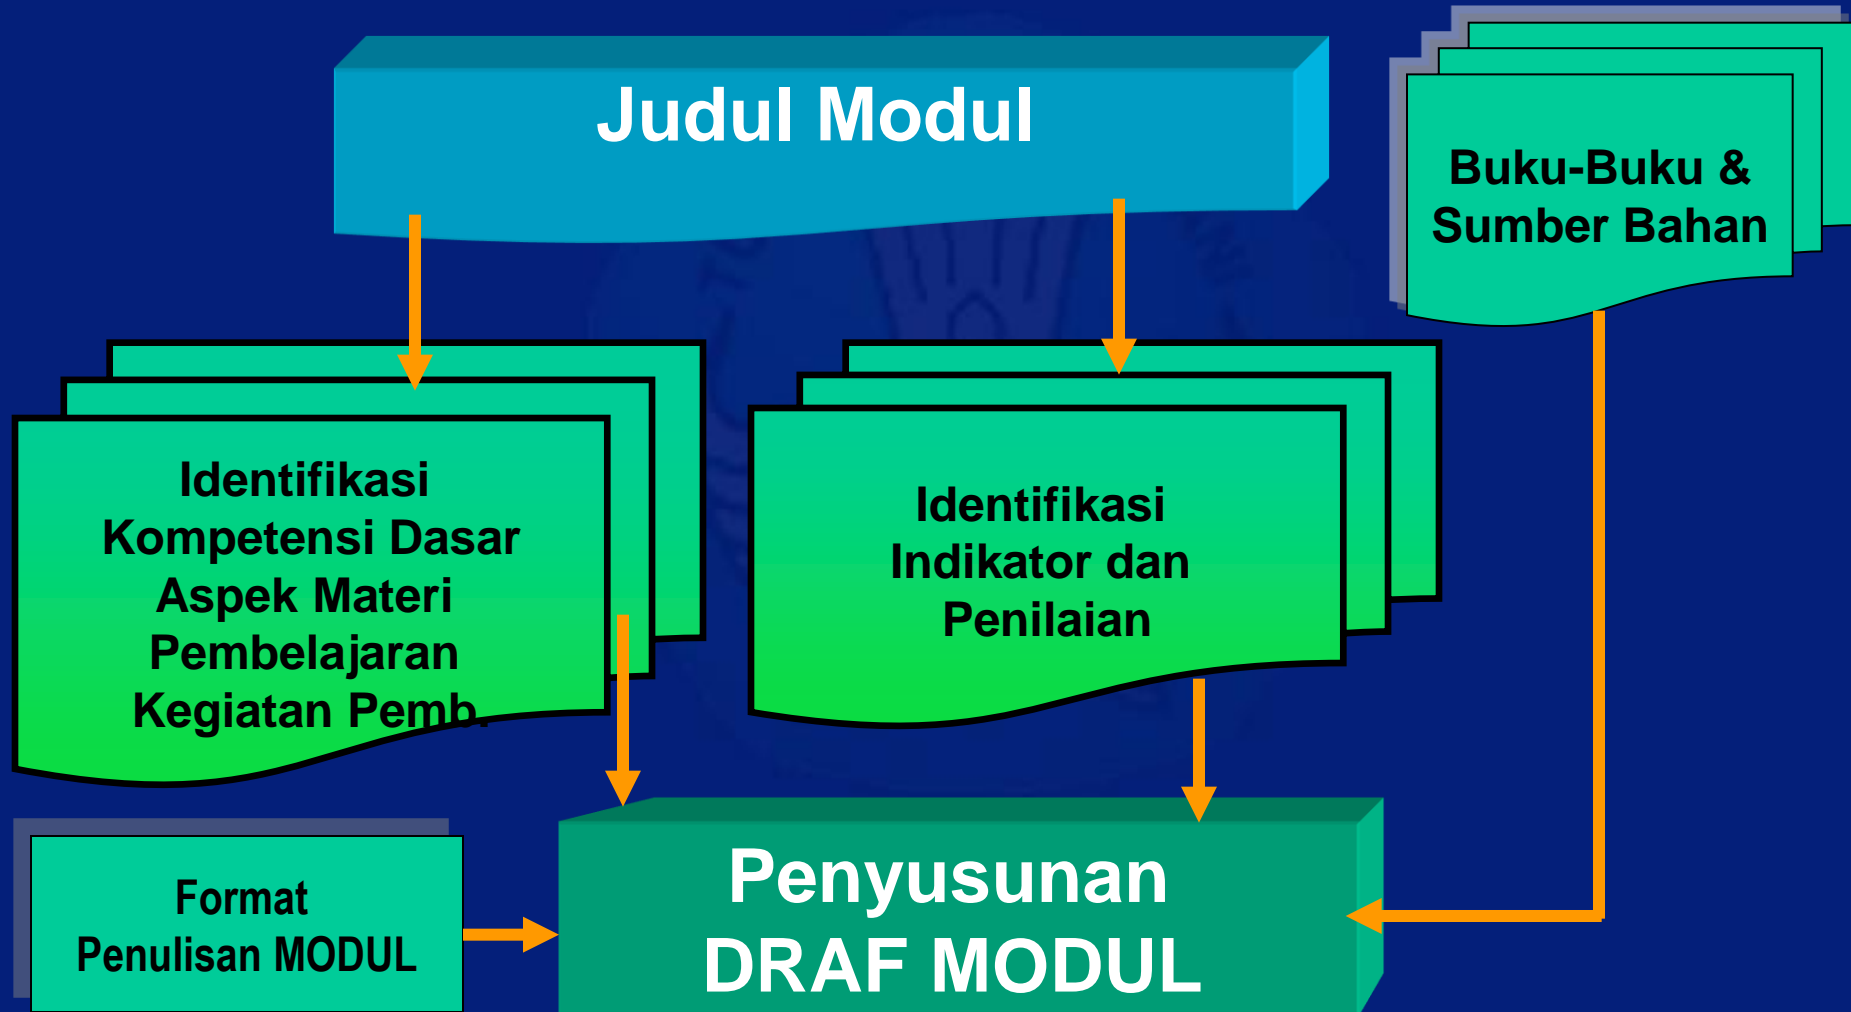 Judul Modul
Buku-Buku &
Sumber Bahan
Identifikasi
Kompetensi Dasar
Aspek Materi
Pembelajaran
Kegiatan Pemb.
Identifikasi
Indikator dan
Penilaian
Format
Penulisan MODUL
Penyusunan
DRAF MODUL